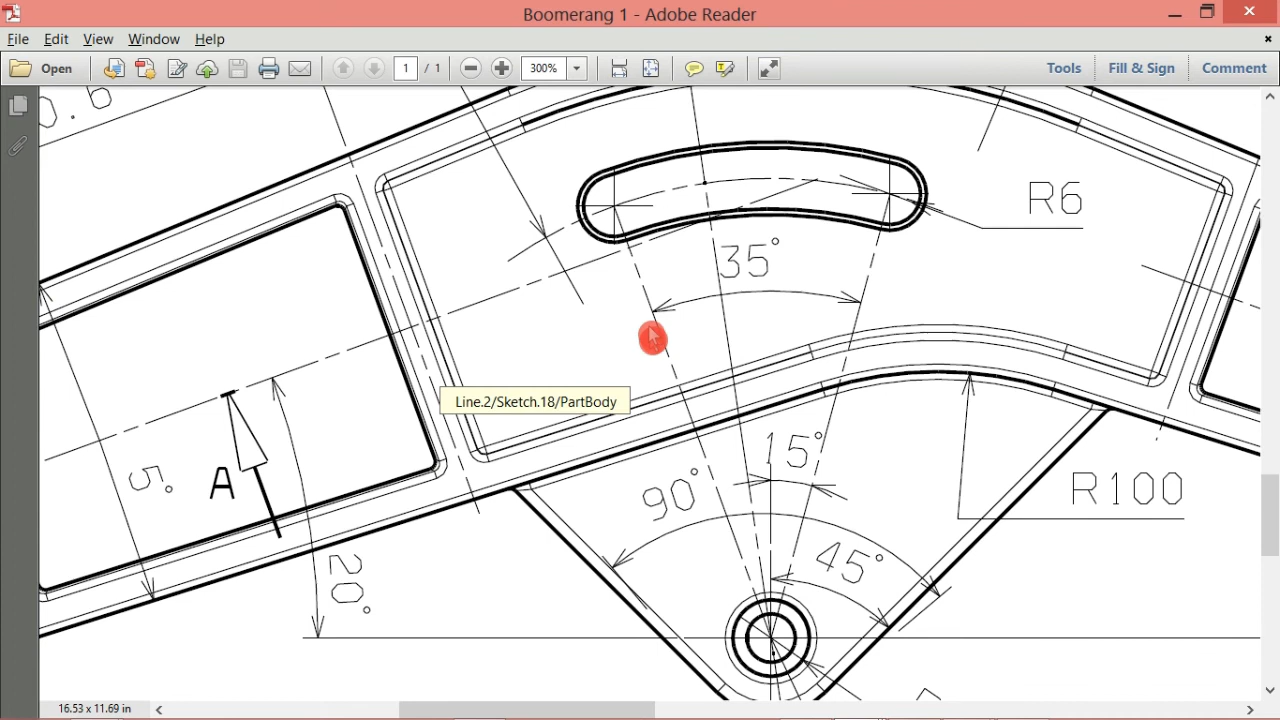 Boomerang 1 - Adobe Reader
File Edit View Window Help
Open 1 / 1 300% Tools Fill & Sign Comment
R6
35°
Line.2/Sketch.18/PartBody
15°
5°
A
90°
R100
45°
20°
16.53 x 11.69 in